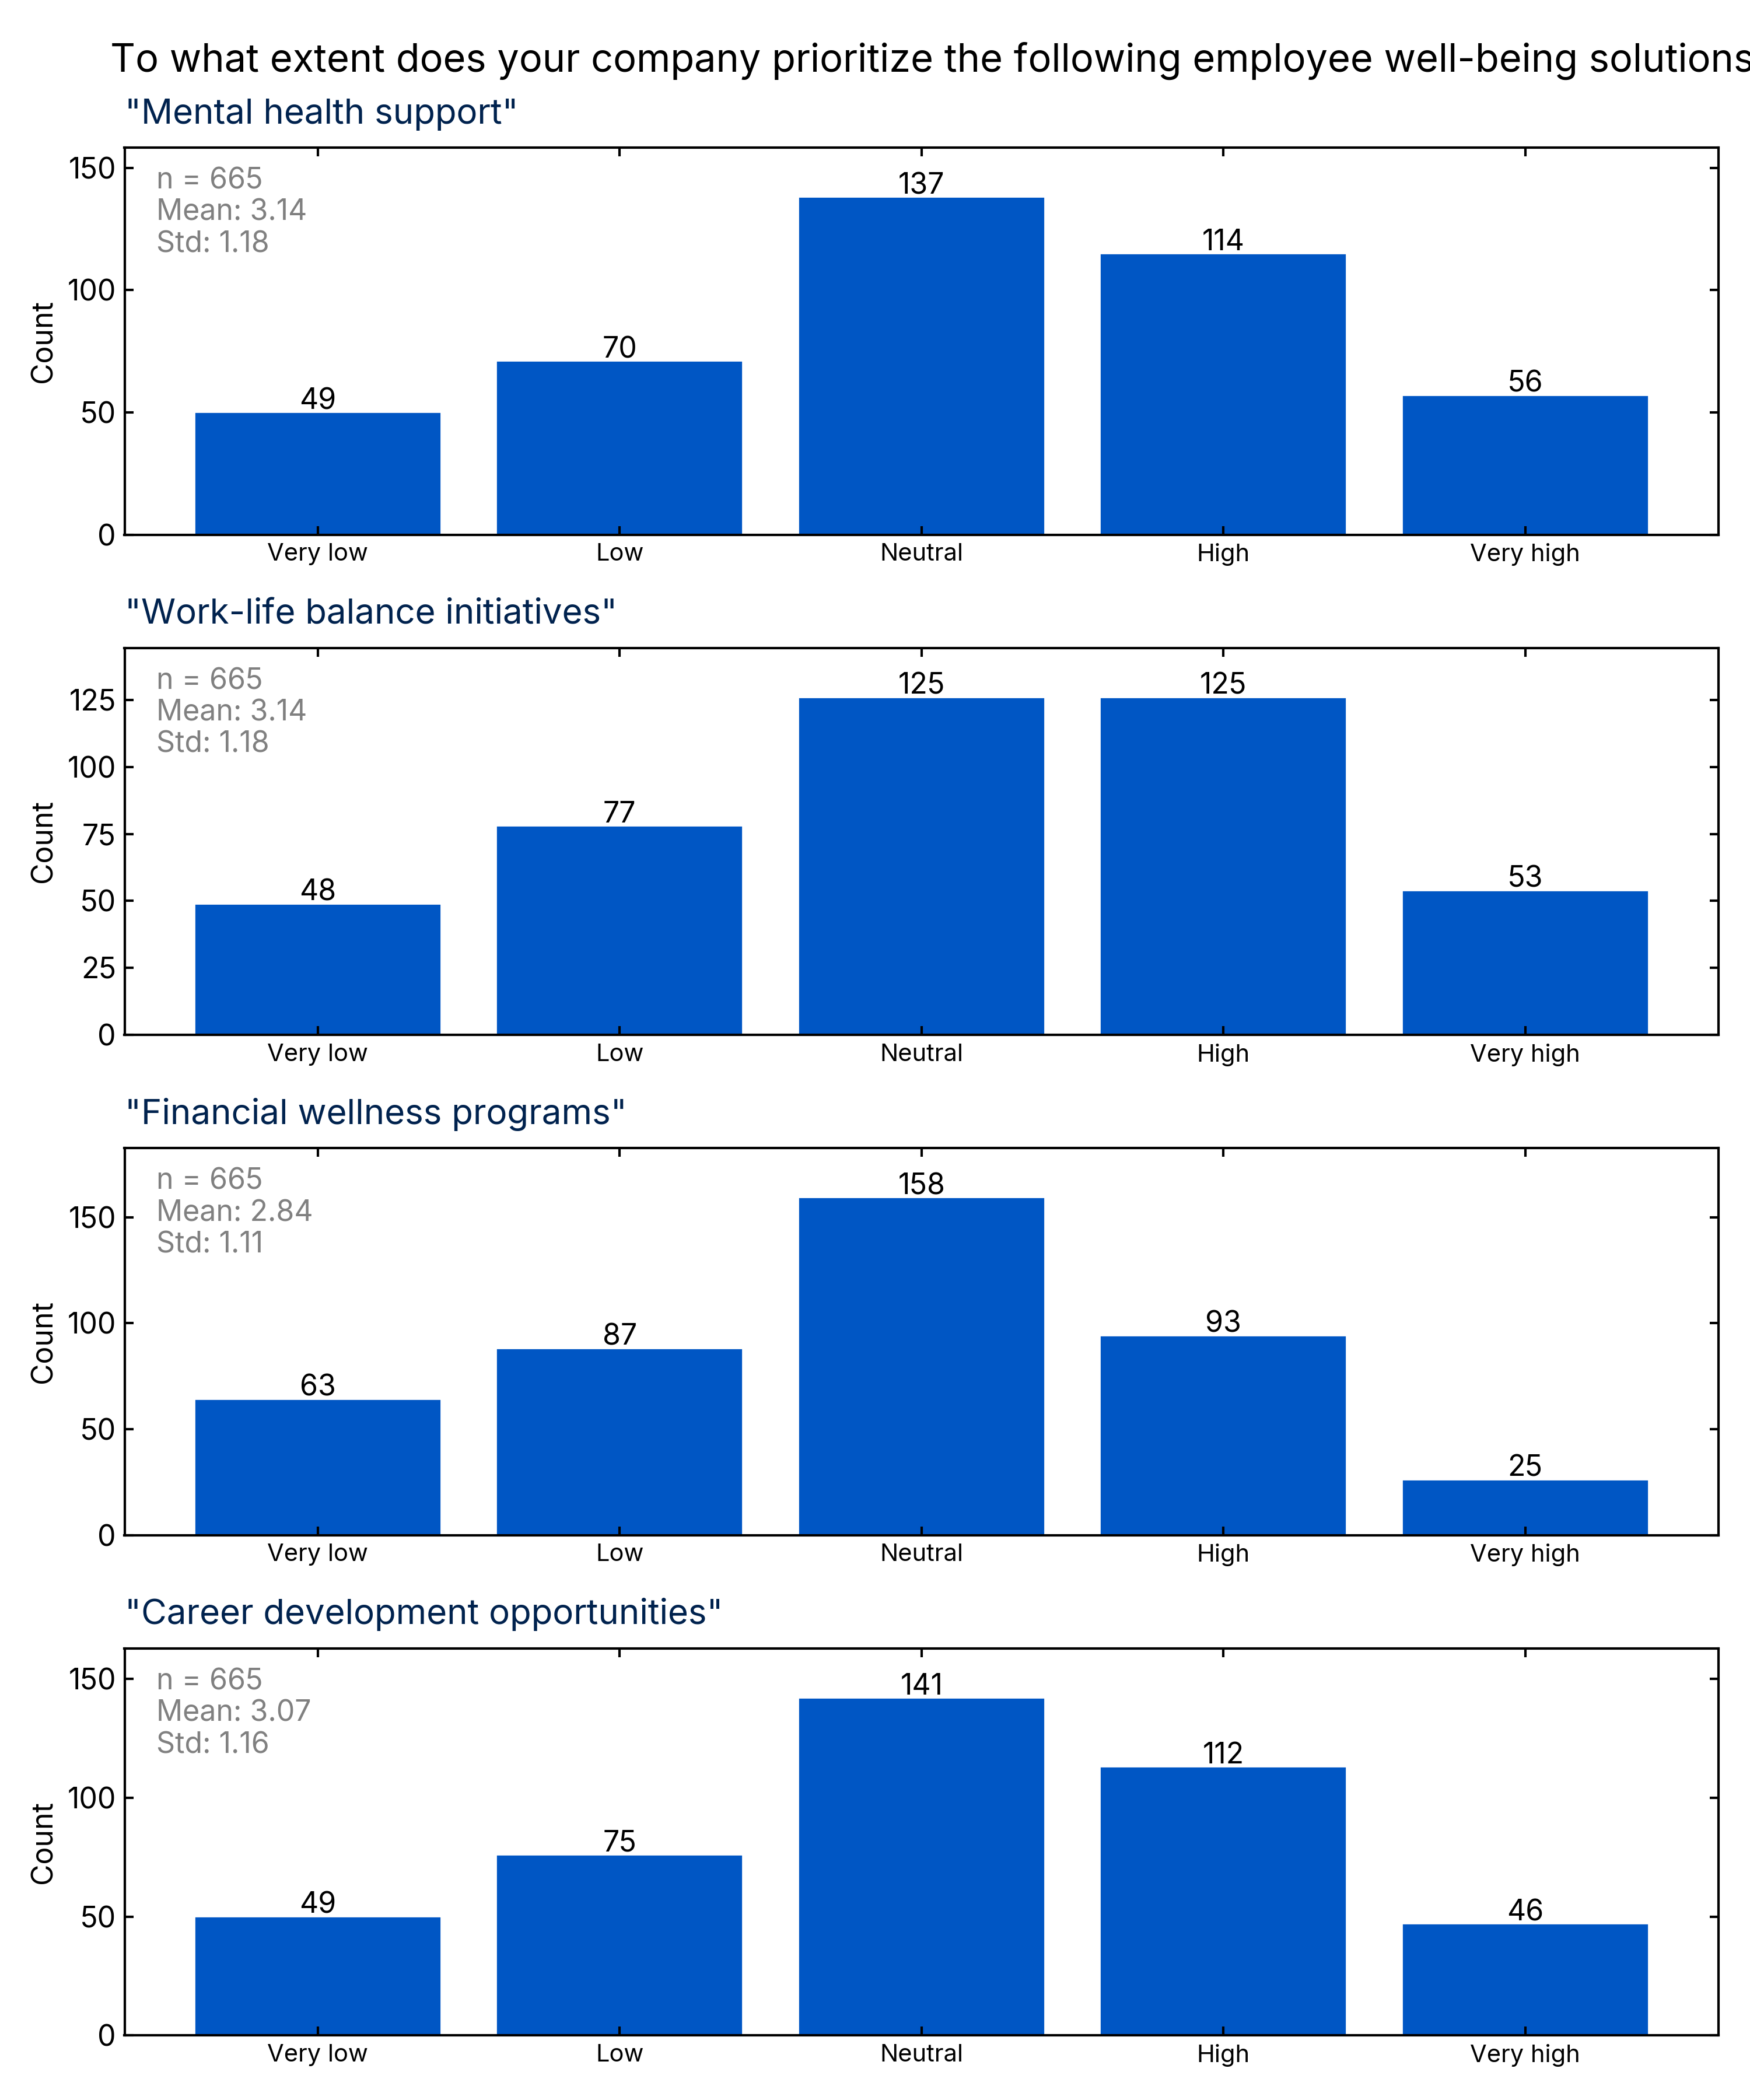 To what extent does your company prioritize the following employee well-being solutions
"Mental health support"
150
100
50
0
Count
n = 665
Mean: 3.14
Std: 1.18
49
70
137
114
56
Very low
Low
Neutral
High
Very high
"Work-life balance initiatives"
125
100
75
50
25
0
Count
n = 665
Mean: 3.14
Std: 1.18
48
77
125
125
53
Very low
Low
Neutral
High
Very high
"Financial wellness programs"
150
100
50
0
Count
n = 665
Mean: 2.84
Std: 1.11
63
87
158
93
25
Very low
Low
Neutral
High
Very high
"Career development opportunities"
150
100
50
0
Count
n = 665
Mean: 3.07
Std: 1.16
49
75
141
112
46
Very low
Low
Neutral
High
Very high